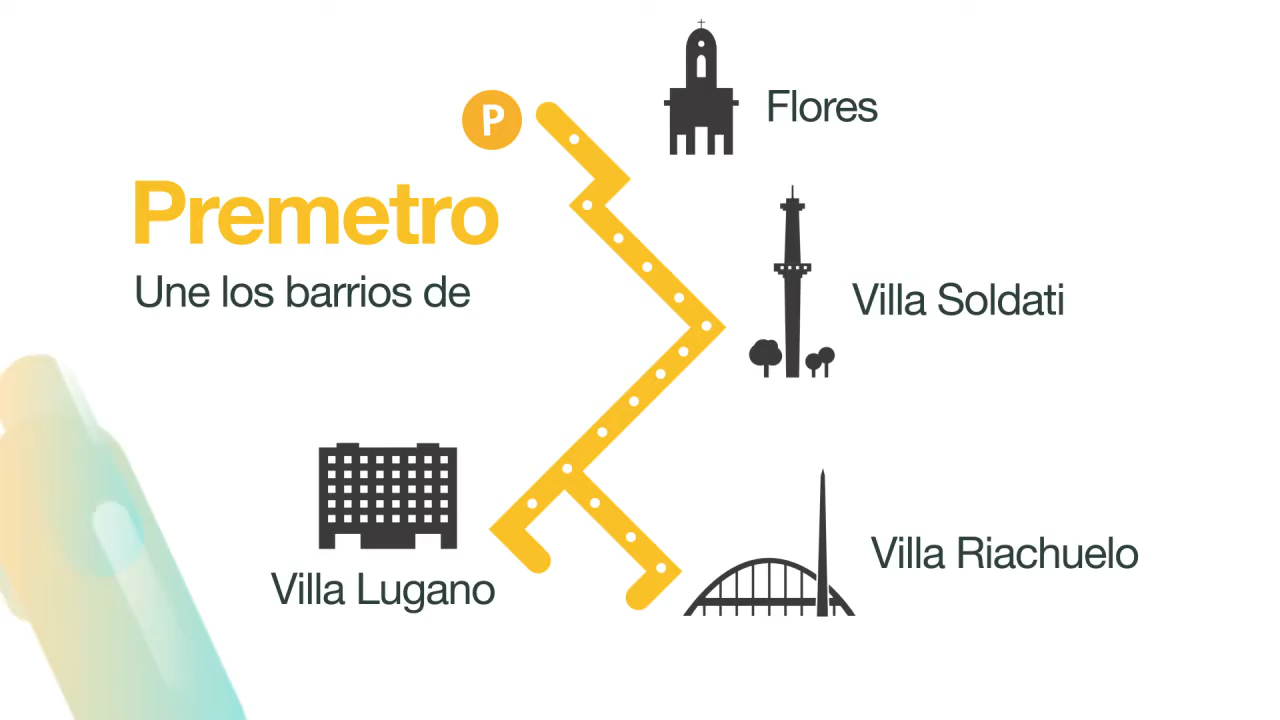 P
Flores
Premetro
Une los barrios de
Villa Soldati
Villa Riachuelo
Villa Lugano